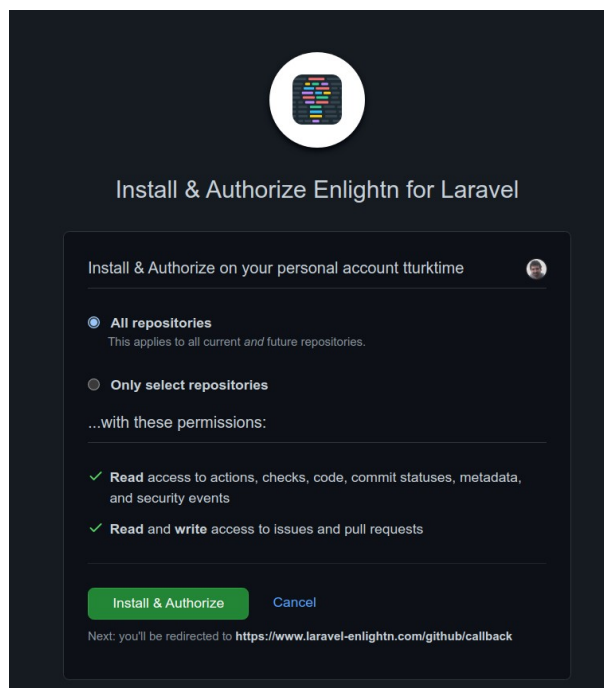 Install & Authorize Enlightn for Laravel
Install & Authorize on your personal account tturktime
All repositories
This applies to all current and future repositories.
Only select repositories
...with these permissions:
Read access to actions, checks, code, commit statuses, metadata,
and security events
Read and write access to issues and pull requests
Install & Authorize Cancel
Next: you'll be redirected to https://www.laravel-enlightn.com/github/callback